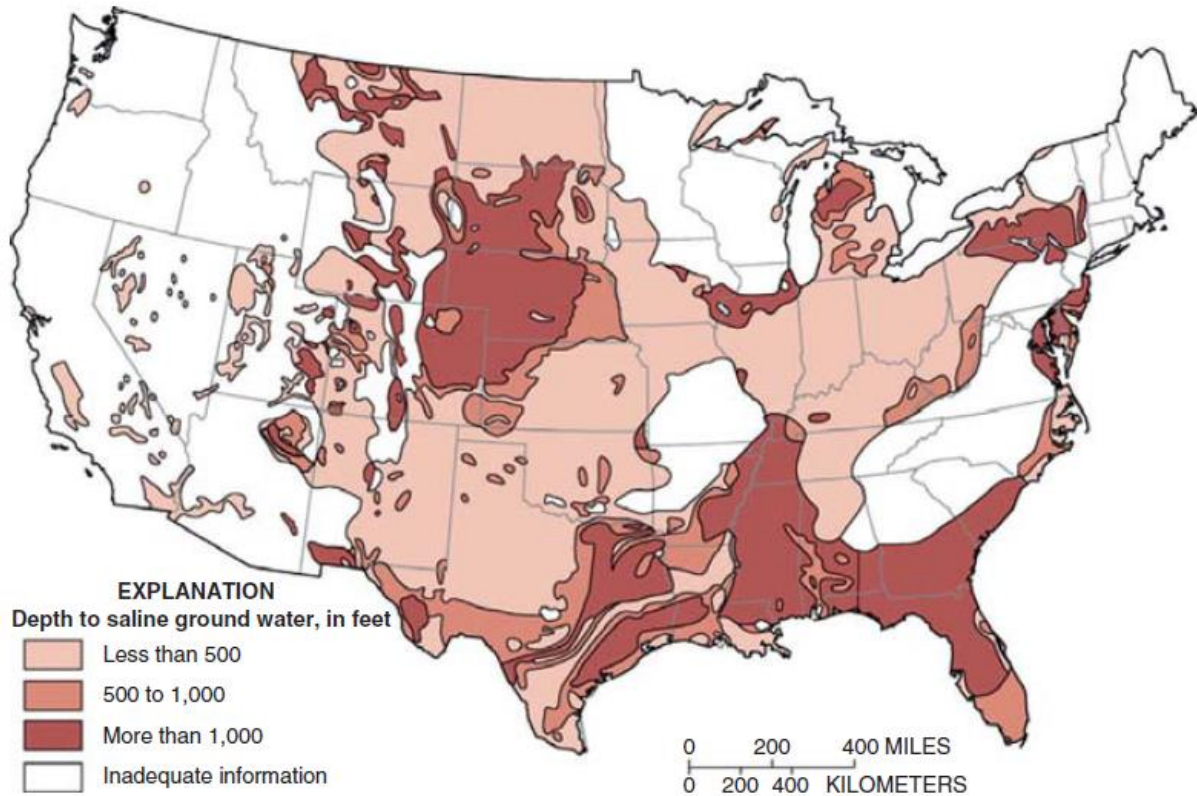 EXPLANATION
Depth to saline ground water, in feet
Less than 500
500 to 1,000
More than 1,000
Inadequate information
0 200 400 MILES
0 200 400 KILOMETERS